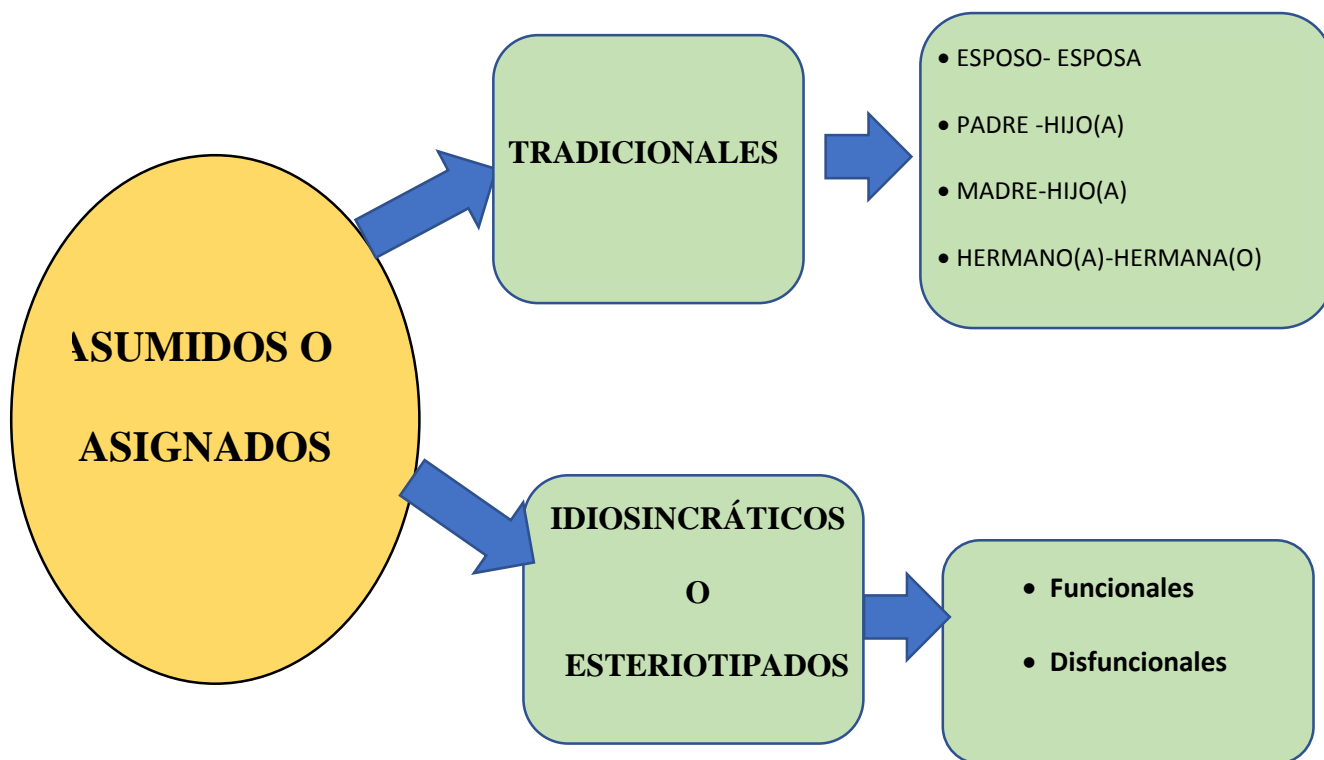 ASUMIDOS O
ASIGNADOS
TRADICIONALES
• ESPOSO- ESPOSA
• PADRE -HIJO(A)
• MADRE-HIJO(A)
• HERMANO(A)-HERMANA(O)
IDIOSINCRÁTICOS
O
ESTERIOTIPADOS
• Funcionales
• Disfuncionales